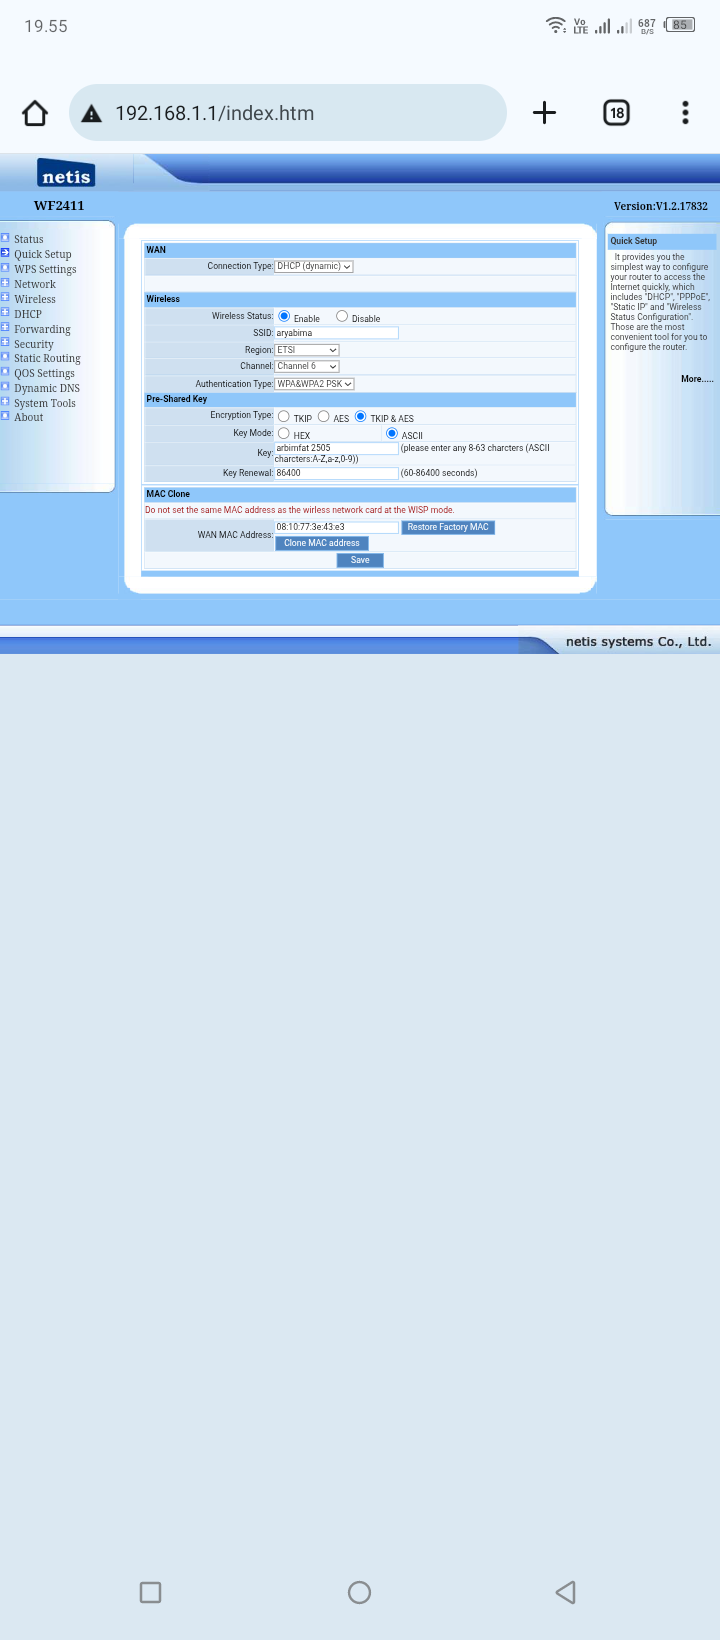 19.55
Vo
LTE
687
B/S
85
192.168.1.1/index.htm
18
netis
WF2411
Version:V1.2.17832
Status
Quick Setup
WPS Settings
Network
Wireless
DHCP
Forwarding
Security
Static Routing
QOS Settings
Dynamic DNS
System Tools
About
WAN
Connection Type: DHCP (dynamic)
Wireless
Wireless Status: Enable Disable
SSID: aryabima
Region: ETSI
Channel: Channel 6
Authentication Type: WPA&WPA2 PSK
Pre-Shared Key
Encryption Type: TKIP AES TKIP & AES
Key Mode: HEX ASCII
Key: arbimfat 2505 (please enter any 8-63 charcters (ASCII
charcters:A-Z,a-z,0-9))
Key Renewal: 86400 (60-86400 seconds)
MAC Clone
Do not set the same MAC address as the wirless network card at the WISP mode.
WAN MAC Address: 08:10:77:3e:43:e3 Restore Factory MAC
Clone MAC address
Save
Quick Setup
It provides you the
simplest way to configure
your router to access the
Internet quickly, which
includes "DHCP", "PPPoE",
"Static IP" and "Wireless
Status Configuration".
Those are the most
convenient tool for you to
configure the router.
More.....
netis systems Co., Ltd.